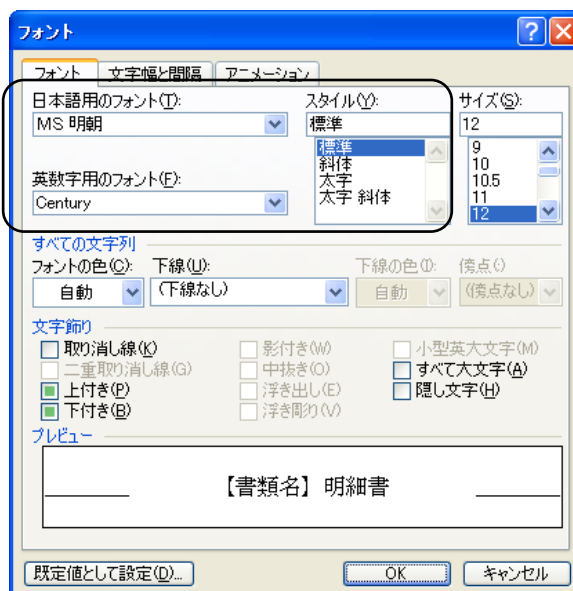 フォント
フォント 文字幅と間隔 アニメーション
日本語用のフォント(T): スタイル(Y): サイズ(S):
MS 明朝 標準 12
標準 9
斜体 10
太字 10.5
太字 斜体 11
12
英数字用のフォント(F):
Century
すべての文字列
フォントの色(C): 下線(U): 下線の色(I): 傍点(:)
自動 (下線なし) 自動 (傍点なし)
文字飾り
取り消し線(K) 影付き(W) 小型英大文字(M)
二重取り消し線(G) 中抜き(O) すべて大文字(A)
上付き(P) 浮き出し(E) 隠し文字(H)
下付き(B) 浮き彫り(V)
プレビュー
【書類名】明細書
既定値として設定(D)... OK キャンセル